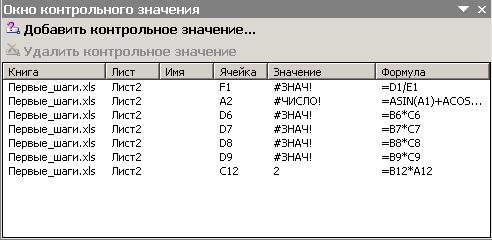 Окно контрольного значения
Добавить контрольное значение...
Удалить контрольное значение
Книга Лист Имя Ячейка Значение Формула
Первые_шаги.xls Лист2 F1 #ЗНАЧ! =D1/E1
Первые_шаги.xls Лист2 A2 #ЧИСЛО! =ASIN(A1)+ACOS...
Первые_шаги.xls Лист2 D6 #ЗНАЧ! =B6*C6
Первые_шаги.xls Лист2 D7 #ЗНАЧ! =B7*C7
Первые_шаги.xls Лист2 D8 #ЗНАЧ! =B8*C8
Первые_шаги.xls Лист2 D9 #ЗНАЧ! =B9*C9
Первые_шаги.xls Лист2 C12 2 =B12*A12